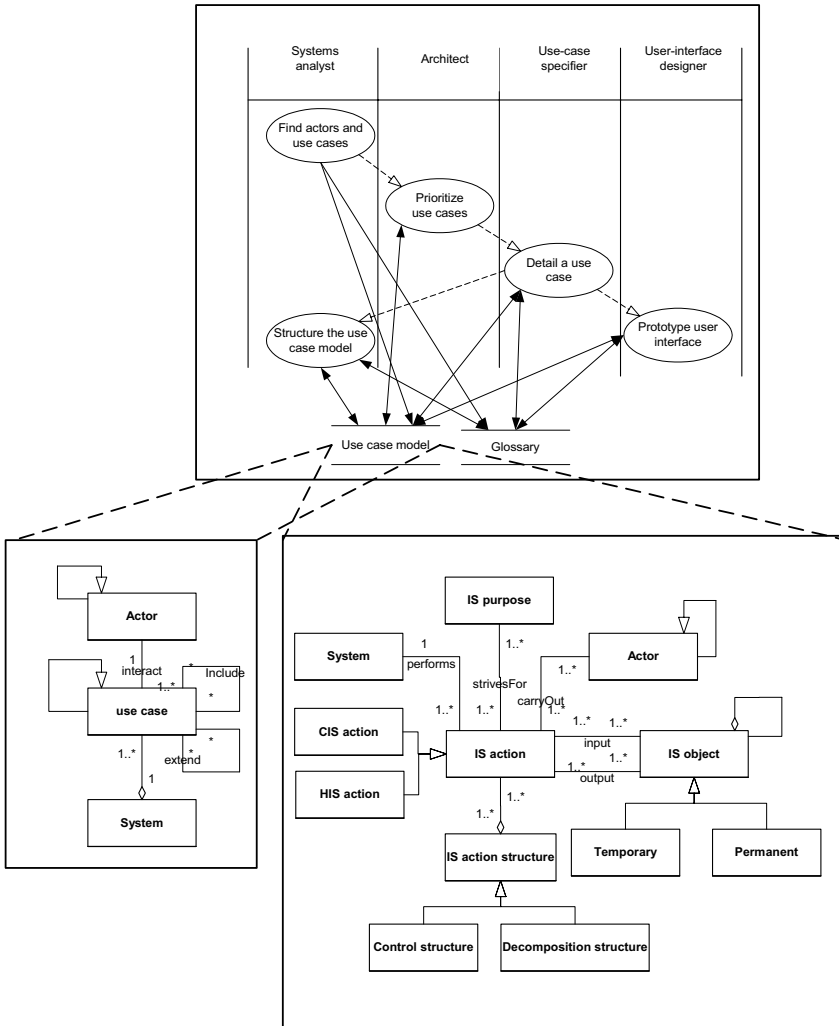 Systems
analyst
Architect
Use-case
specifier
User-interface
designer
Find actors and
use cases
Prioritize
use cases
Detail a use
case
Structure the use
case model
Prototype user
interface
Use case model
Glossary
Actor
1
interact
1..*
*
Include
*
use case
1..*
extend
*
*
1
System
IS purpose
1..*
System
1
performs
Actor
1..*
strivesFor
carryOut
1..*
1..*
1..*
1..*
1..*
CIS action
IS action
input
IS object
1..*
1..*
output
HIS action
1..*
1..*
IS action structure
Temporary
Permanent
Control structure
Decomposition structure